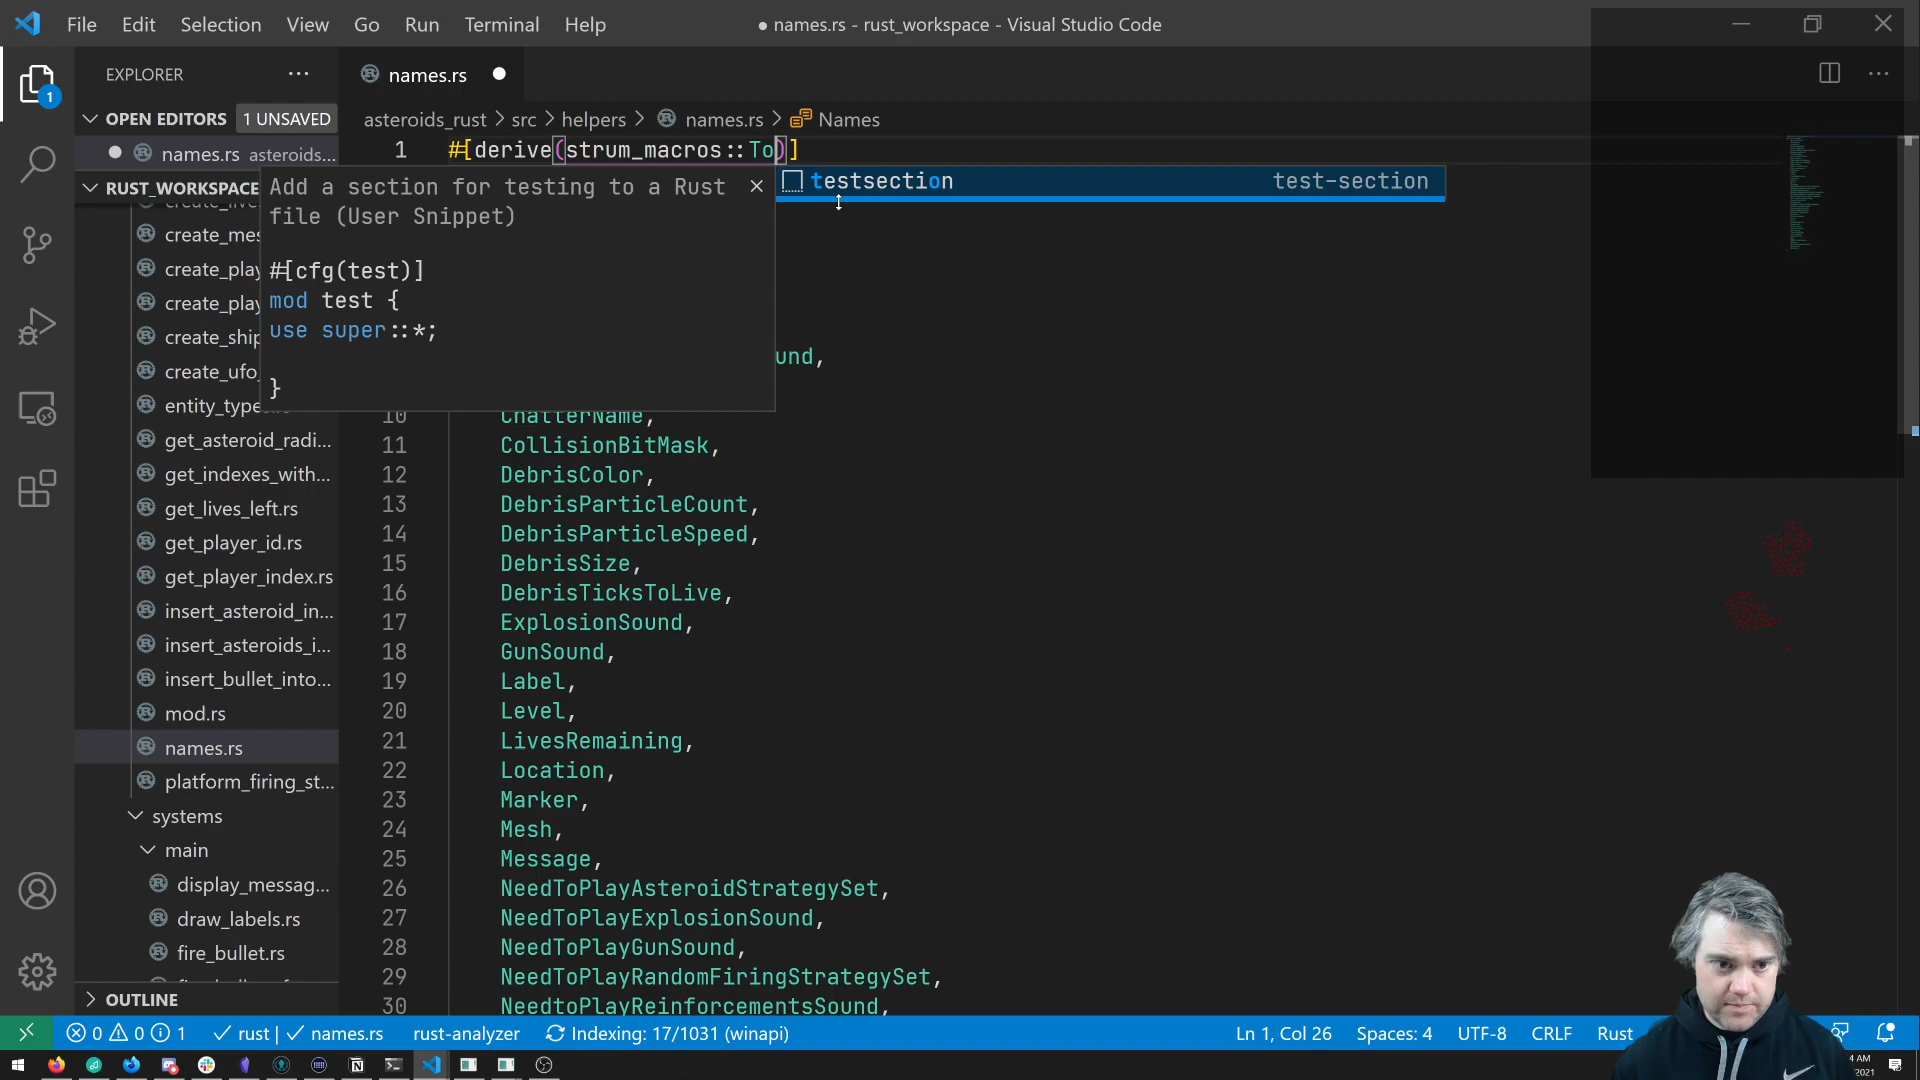 File Edit Selection View Go Run Terminal Help ● names.rs - rust_workspace - Visual Studio Code
EXPLORER ··· names.rs ●
OPEN EDITORS 1 UNSAVED
asteroids_rust > src > helpers > names.rs > Names
● names.rs asteroids...
1 #[derive(strum_macros::To)]
RUST_WORKSPACE
Add a section for testing to a Rust
file (User Snippet)
#[cfg(test)]
mod test {
use super::*;
}
testsection test-section
und,
create_mes
create_play
create_play
create_ship
create_ufo_
entity_type
get_asteroid_radi...
get_indexes_with...
get_lives_left.rs
get_player_id.rs
get_player_index.rs
insert_asteroid_in...
insert_asteroids_i...
insert_bullet_into...
mod.rs
names.rs
platform_firing_st...
systems
main
display_messag...
draw_labels.rs
fire_bullet.rs
OUTLINE
10 ChatterName,
11 CollisionBitMask,
12 DebrisColor,
13 DebrisParticleCount,
14 DebrisParticleSpeed,
15 DebrisSize,
16 DebrisTicksToLive,
17 ExplosionSound,
18 GunSound,
19 Label,
20 Level,
21 LivesRemaining,
22 Location,
23 Marker,
24 Mesh,
25 Message,
26 NeedToPlayAsteroidStrategySet,
27 NeedToPlayExplosionSound,
28 NeedToPlayGunSound,
29 NeedToPlayRandomFiringStrategySet,
30 NeedtoPlayReinforcementsSound,
0 0 1 rust | names.rs rust-analyzer Indexing: 17/1031 (winapi) Ln 1, Col 26 Spaces: 4 UTF-8 CRLF Rust
4 AM
2021